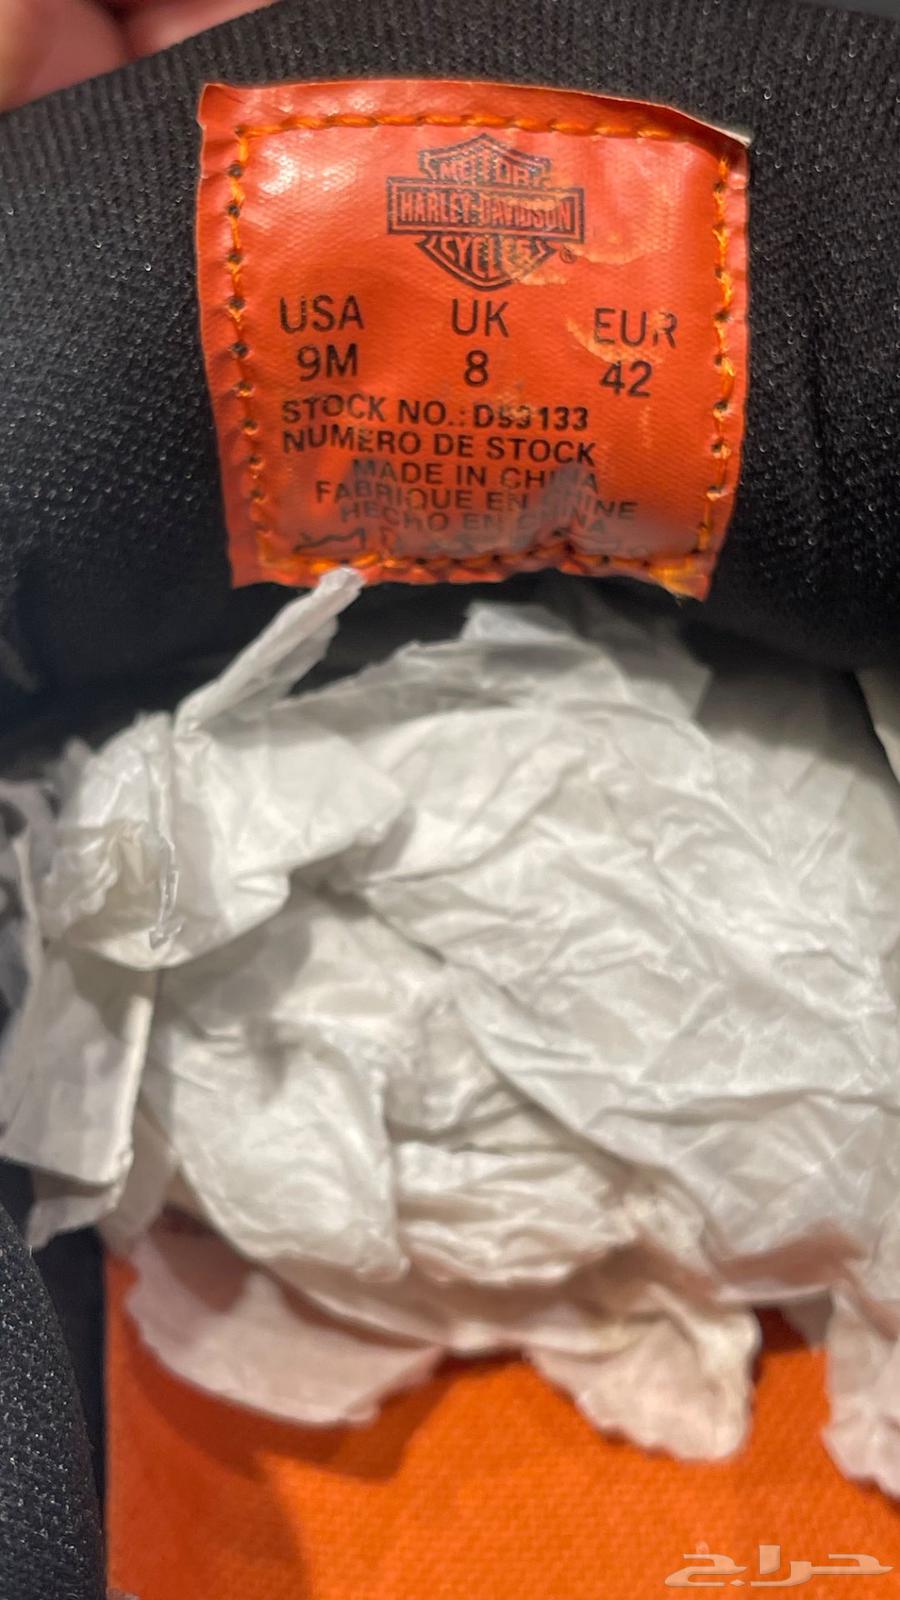 MOTOR
HARLEY-DAVIDSON
CYCLES
®
USA UK EUR
9M 8 42
STOCK NO.: D93133
NUMERO DE STOCK
MADE IN CHINA
FABRIQUE EN CHINE
HECHO EN CHINA
حراج